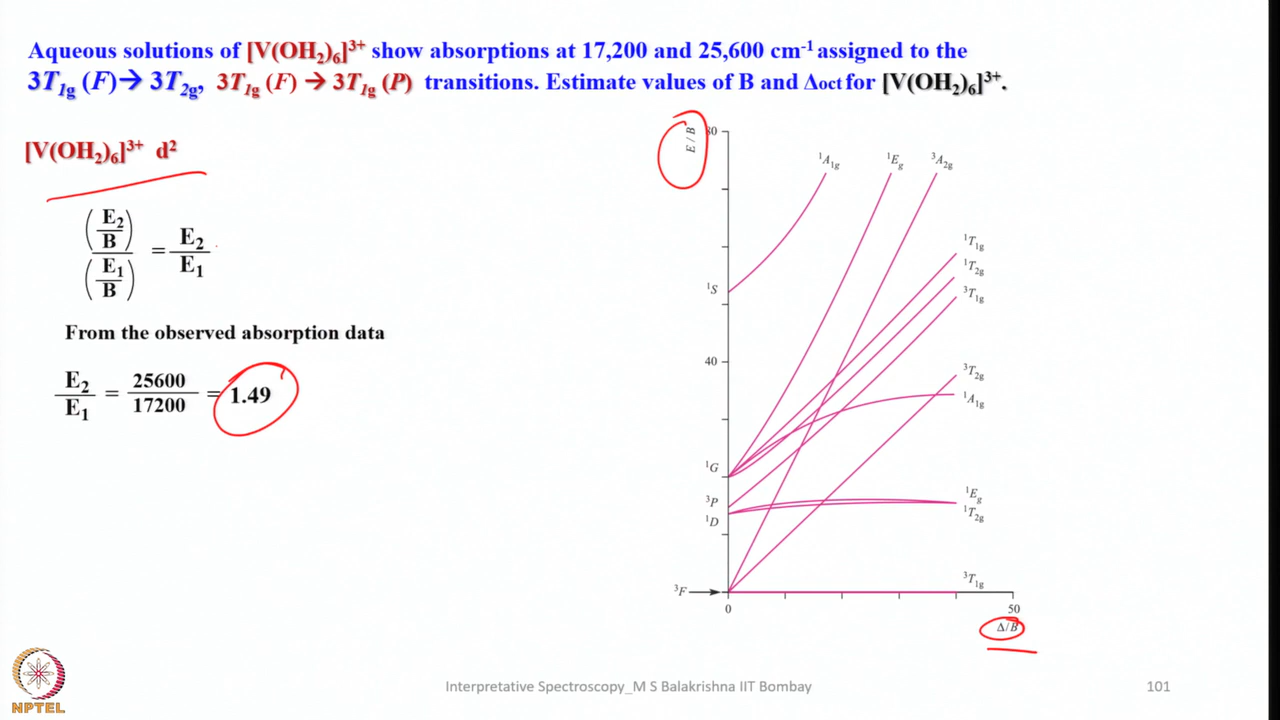 Aqueous solutions of [V(OH₂)₆]³⁺ show absorptions at 17,200 and 25,600 cm⁻¹ assigned to the
3T₁g (F)→ 3T₂g, 3T₁g (F) → 3T₁g (P) transitions. Estimate values of B and Δoct for [V(OH₂)₆]³⁺.
[V(OH₂)₆]³⁺ d²
(E₂/B)/(E₁/B) = E₂/E₁
From the observed absorption data
E₂/E₁ = 25600/17200 = 1.49
E / B
80
¹A₁g
¹Eg
³A₂g
¹T₁g
¹T₂g
³T₁g
¹S
40
³T₂g
¹A₁g
¹G
³P
¹D
¹Eg
¹T₂g
³T₁g
³F
0
50
Δ/B
NPTEL
Interpretative Spectroscopy_M S Balakrishna IIT Bombay
101